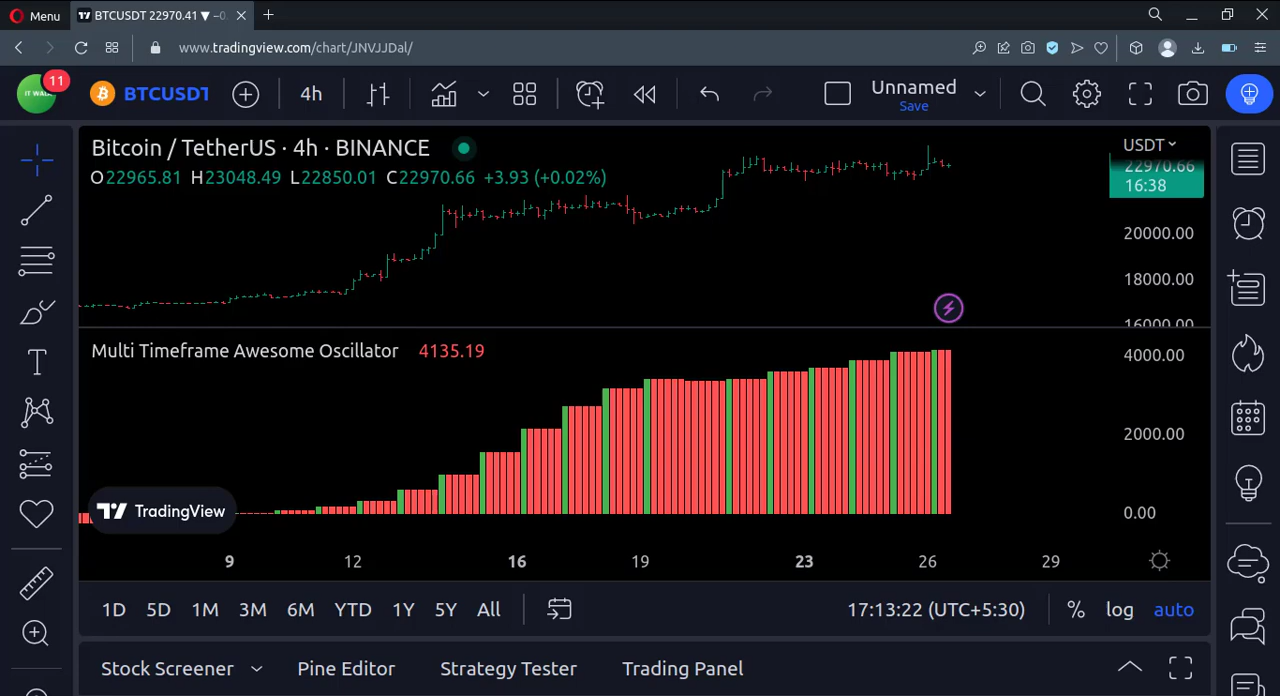 Menu
BTCUSDT 22970.41 ▼ −0.
www.tradingview.com/chart/JNVJJDal/
11
BTCUSDT
4h
Unnamed
Save
Bitcoin / TetherUS · 4h · BINANCE
USDT
O22965.81 H23048.49 L22850.01 C22970.66 +3.93 (+0.02%)
22970.66
16:38
20000.00
18000.00
16000.00
Multi Timeframe Awesome Oscillator 4135.19
4000.00
2000.00
0.00
TradingView
9 12 16 19 23 26 29
1D 5D 1M 3M 6M YTD 1Y 5Y All
17:13:22 (UTC+5:30) % log auto
Stock Screener Pine Editor Strategy Tester Trading Panel